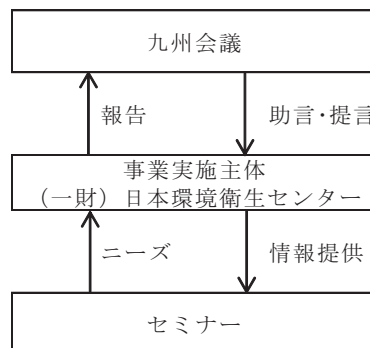 九州会議
報告
助言・提言
事業実施主体
（一財）日本環境衛生センター
ニーズ
情報提供
セミナー